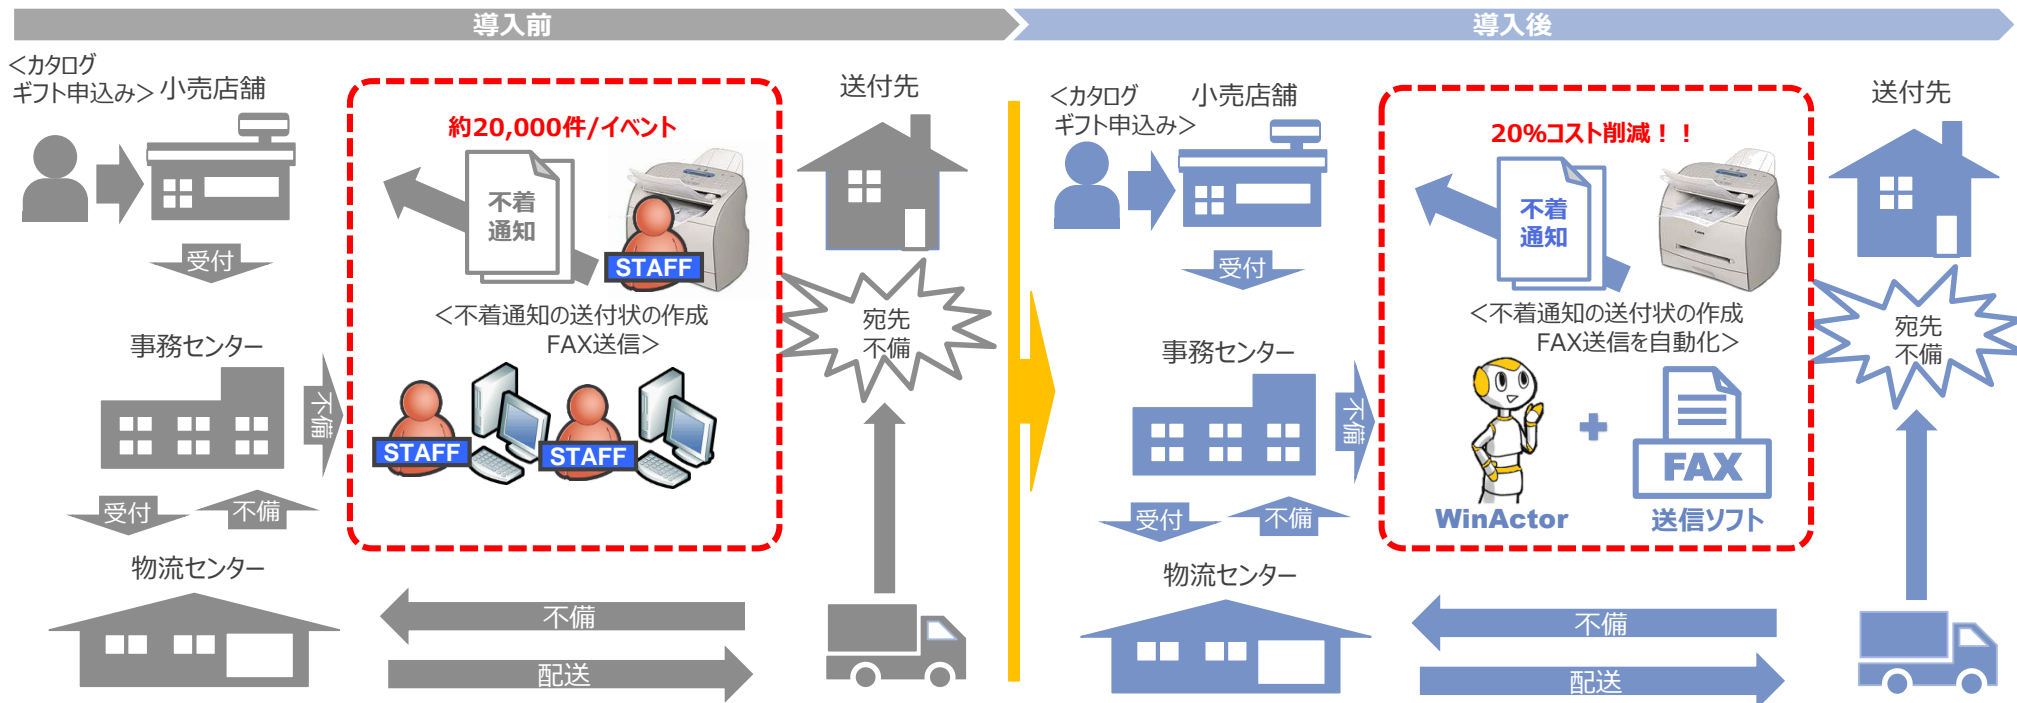 導入前
<カタログ
ギフト申込み>
小売店舗
受付
事務センター
不備
受付
不備
物流センター
約20,000件/イベント
不着
通知
STAFF
<不着通知の送付状の作成
FAX送信>
STAFF
STAFF
送付先
宛先
不備
不備
配送
導入後
<カタログ
ギフト申込み>
小売店舗
受付
事務センター
不備
受付
不備
物流センター
20%コスト削減！！
不着
通知
Canon
<不着通知の送付状の作成
FAX送信を自動化>
FAX
WinActor
送信ソフト
送付先
宛先
不備
不備
配送